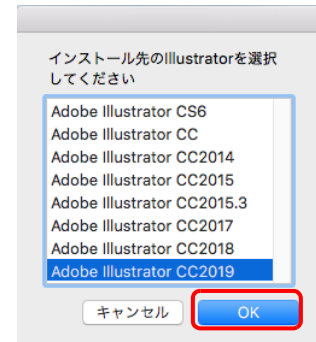 インストール先のIllustratorを選択
してください
Adobe Illustrator CS6
Adobe Illustrator CC
Adobe Illustrator CC2014
Adobe Illustrator CC2015
Adobe Illustrator CC2015.3
Adobe Illustrator CC2017
Adobe Illustrator CC2018
Adobe Illustrator CC2019
キャンセル OK